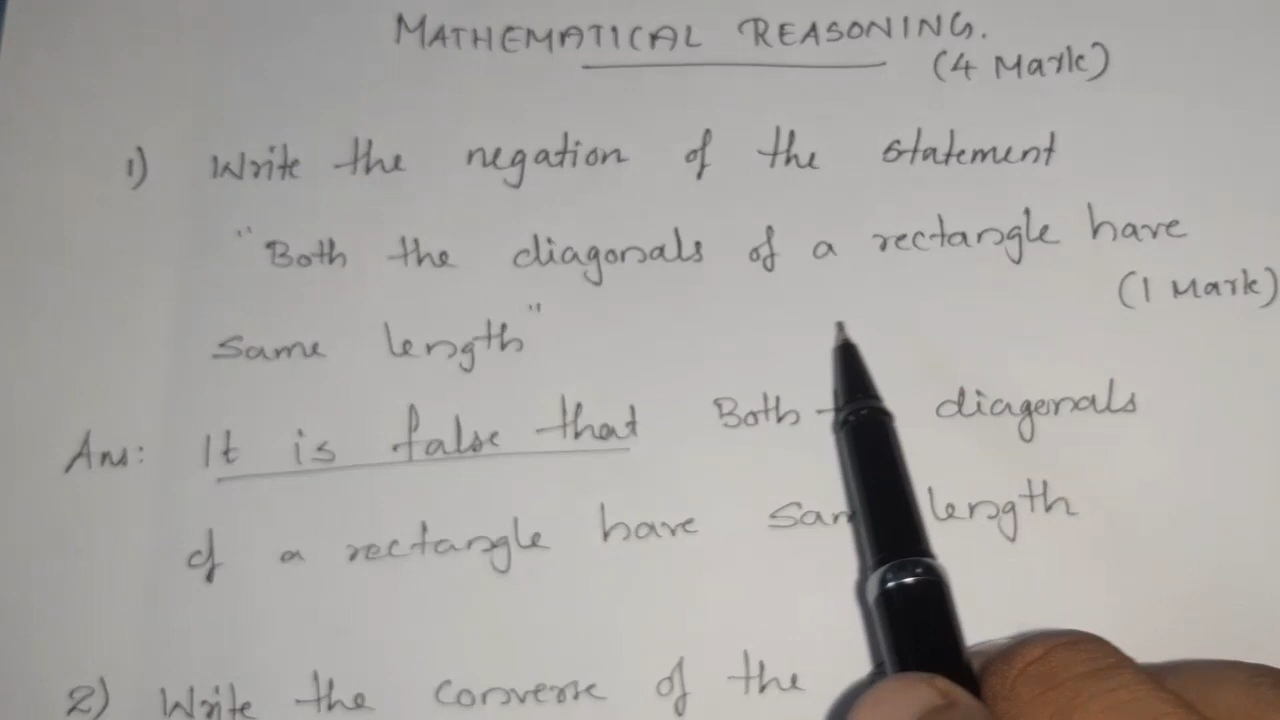 MATHEMATICAL REASONING.
(4 Mark)
1) Write the negation of the statement
"Both the diagonals of a rectangle have
(1 Mark)
same length"
Ans: It is false that Both diagonals
of a rectangle have length
2) Write the converse of the